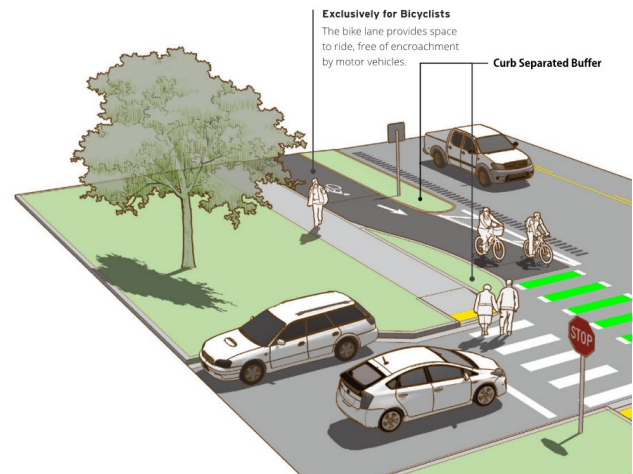 Exclusively for Bicyclists
The bike lane provides space
to ride, free of encroachment
by motor vehicles.
Curb Separated Buffer
STOP